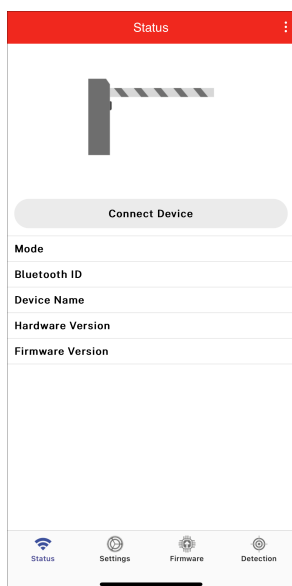 Status
Connect Device
Mode
Bluetooth ID
Device Name
Hardware Version
Firmware Version
Status Settings Firmware Detection